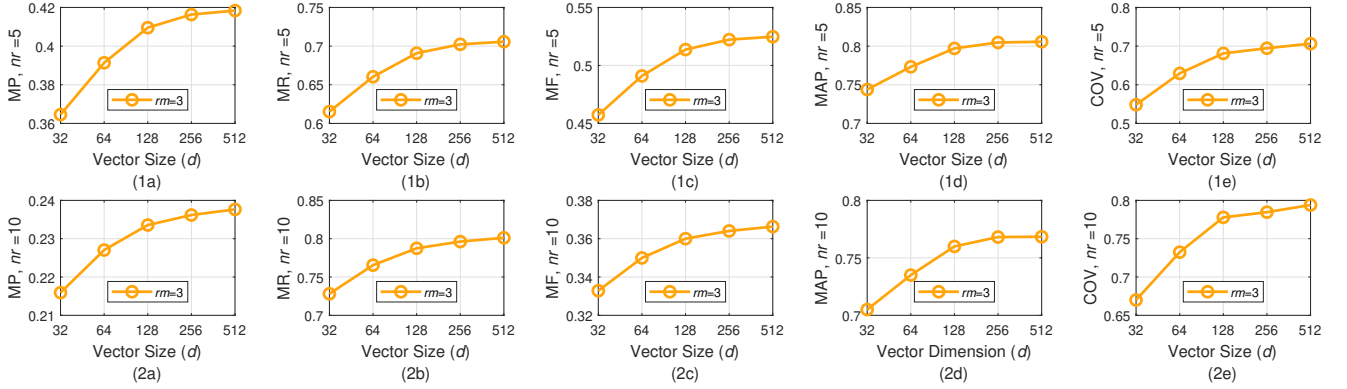 MP, nr =5
0.42
0.4
0.38
0.36
32 64 128 256 512
rm=3
Vector Size (d)
(1a)
MR, nr =5
0.75
0.7
0.65
0.6
32 64 128 256 512
rm=3
Vector Size (d)
(1b)
MF, nr =5
0.55
0.5
0.45
32 64 128 256 512
rm=3
Vector Size (d)
(1c)
MAP, nr =5
0.85
0.8
0.75
0.7
32 64 128 256 512
rm=3
Vector Size (d)
(1d)
COV, nr =5
0.8
0.7
0.6
0.5
32 64 128 256 512
rm=3
Vector Size (d)
(1e)
MP, nr =10
0.24
0.23
0.22
0.21
32 64 128 256 512
rm=3
Vector Size (d)
(2a)
MR, nr =10
0.85
0.8
0.75
0.7
32 64 128 256 512
rm=3
Vector Size (d)
(2b)
MF, nr =10
0.38
0.36
0.34
0.32
32 64 128 256 512
rm=3
Vector Size (d)
(2c)
MAP, nr =10
0.8
0.75
0.7
32 64 128 256 512
rm=3
Vector Dimension (d)
(2d)
COV, nr =10
0.8
0.75
0.7
0.65
32 64 128 256 512
rm=3
Vector Size (d)
(2e)